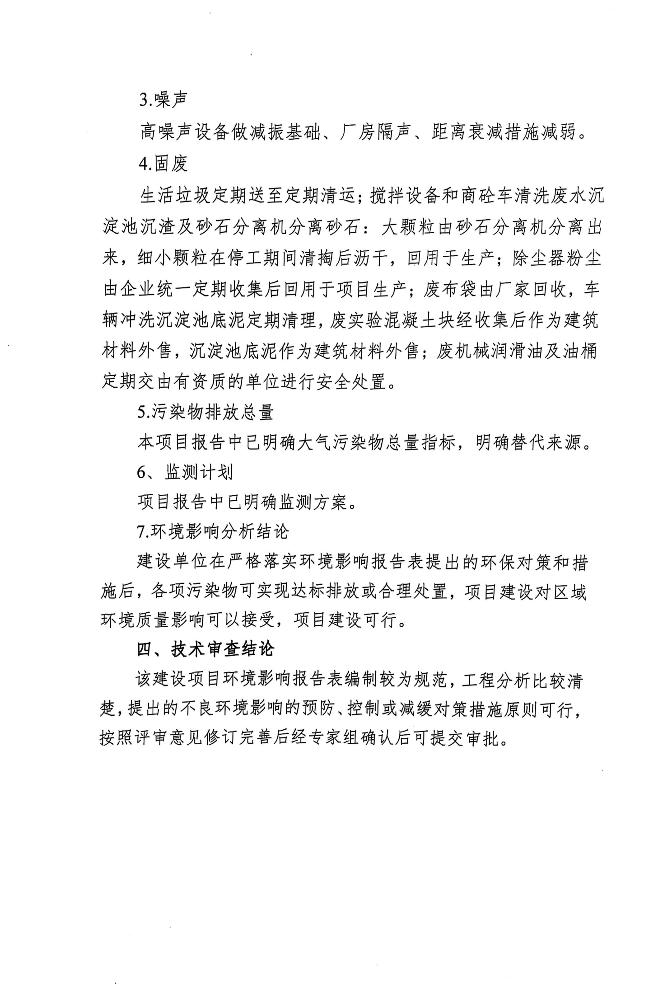 3.噪声
高噪声设备做减振基础、厂房隔声、距离衰减措施减弱。
4.固废
生活垃圾定期送至定期清运；搅拌设备和商砼车清洗废水沉
淀池沉渣及砂石分离机分离砂石：大颗粒由砂石分离机分离出
来，细小颗粒在停工期间清掏后沥干，回用于生产；除尘器粉尘
由企业统一定期收集后回用于项目生产；废布袋由厂家回收，车
辆冲洗沉淀池底泥定期清理，废实验混凝土块经收集后作为建筑
材料外售，沉淀池底泥作为建筑材料外售；废机械润滑油及油桶
定期交由有资质的单位进行安全处置。
5.污染物排放总量
本项目报告中已明确大气污染物总量指标，明确替代来源。
6、监测计划
项目报告中已明确监测方案。
7.环境影响分析结论
建设单位在严格落实环境影响报告表提出的环保对策和措
施后，各项污染物可实现达标排放或合理处置，项目建设对区域
环境质量影响可以接受，项目建设可行。
四、技术审查结论
该建设项目环境影响报告表编制较为规范，工程分析比较清
楚，提出的不良环境影响的预防、控制或减缓对策措施原则可行，
按照评审意见修订完善后经专家组确认后可提交审批。